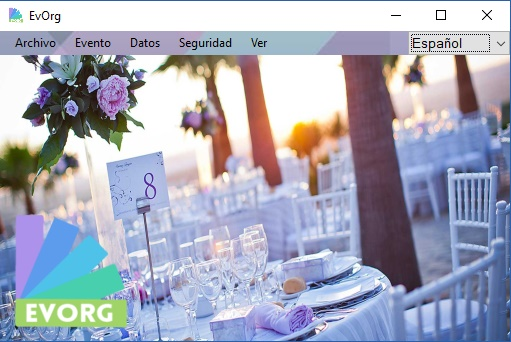 EvOrg
Archivo Evento Datos Seguridad Ver Español
8
EVORG